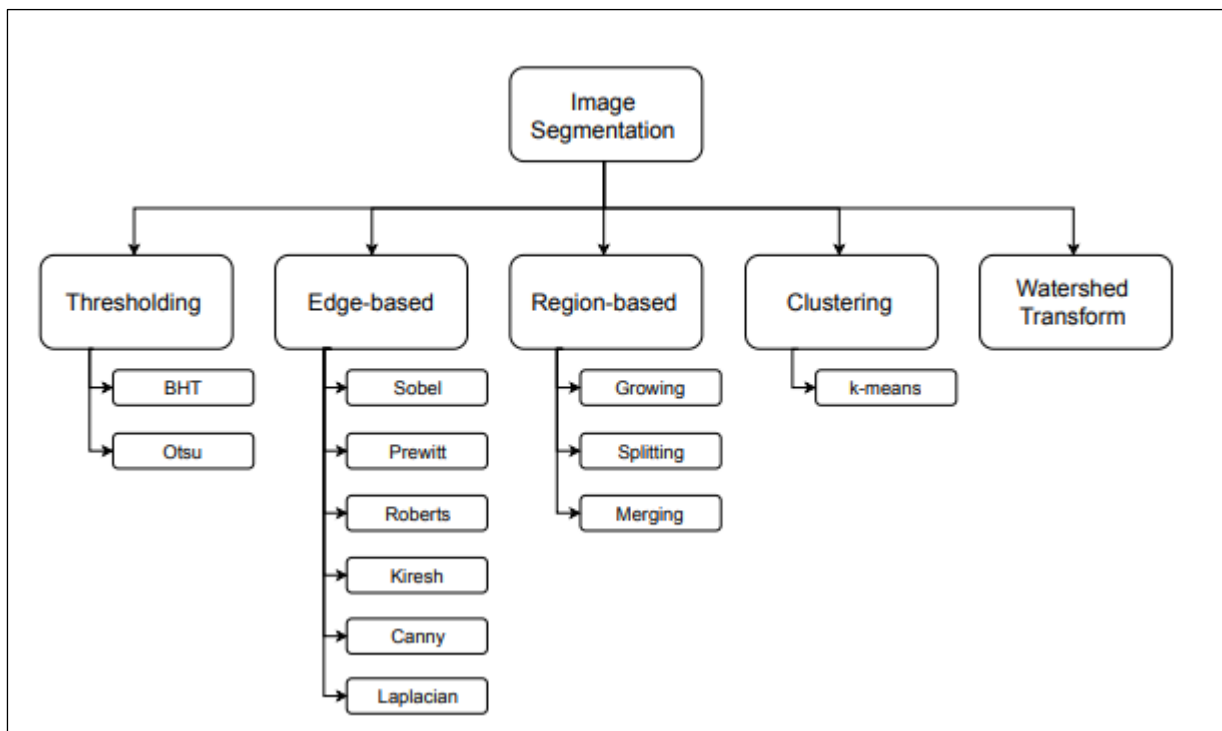 Image
Segmentation
Thresholding
Edge-based
Region-based
Clustering
Watershed
Transform
BHT
Otsu
Sobel
Prewitt
Roberts
Kiresh
Canny
Laplacian
Growing
Splitting
Merging
k-means